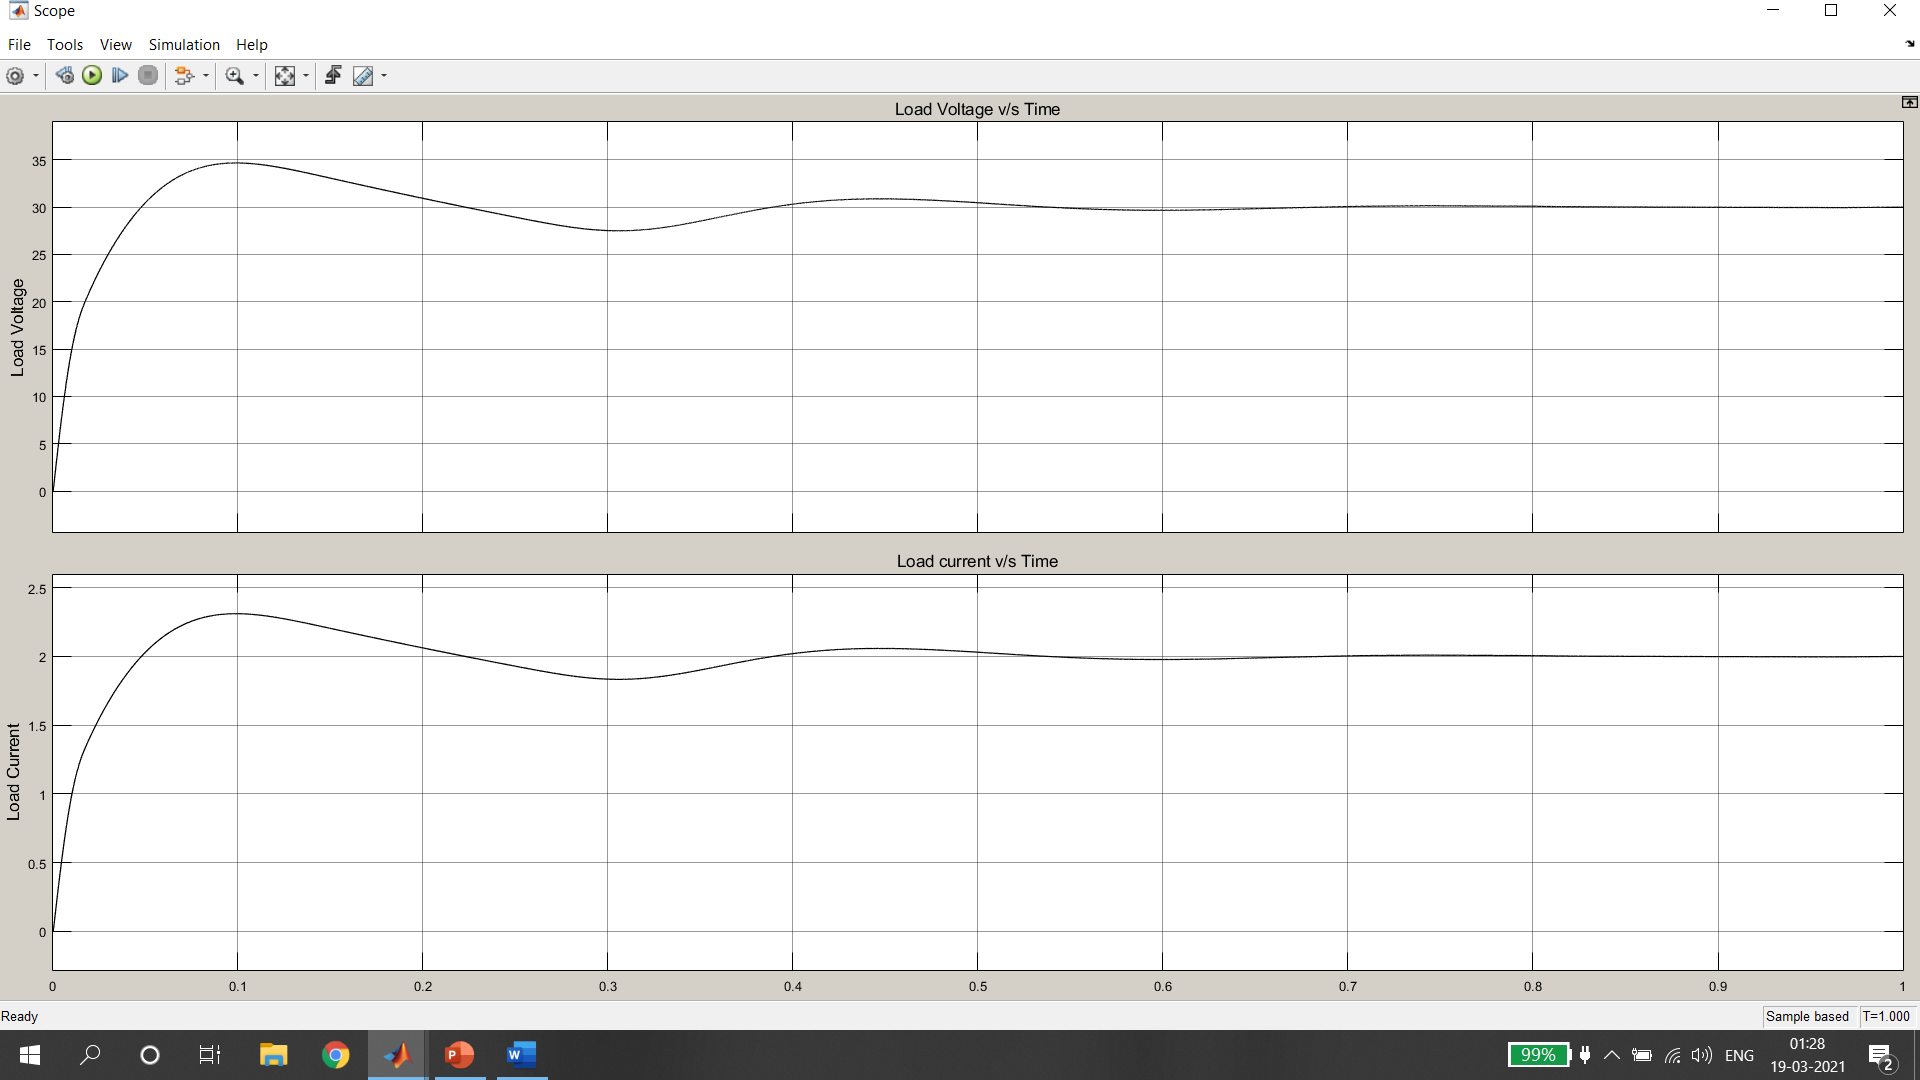 Scope
File Tools View Simulation Help
Load Voltage v/s Time
35
30
25
20
15
10
5
0
Load Voltage
Load current v/s Time
2.5
2
1.5
1
0.5
0
Load Current
0 0.1 0.2 0.3 0.4 0.5 0.6 0.7 0.8 0.9 1
Ready Sample based T=1.000
P W 99% ENG 01:28
19-03-2021 2